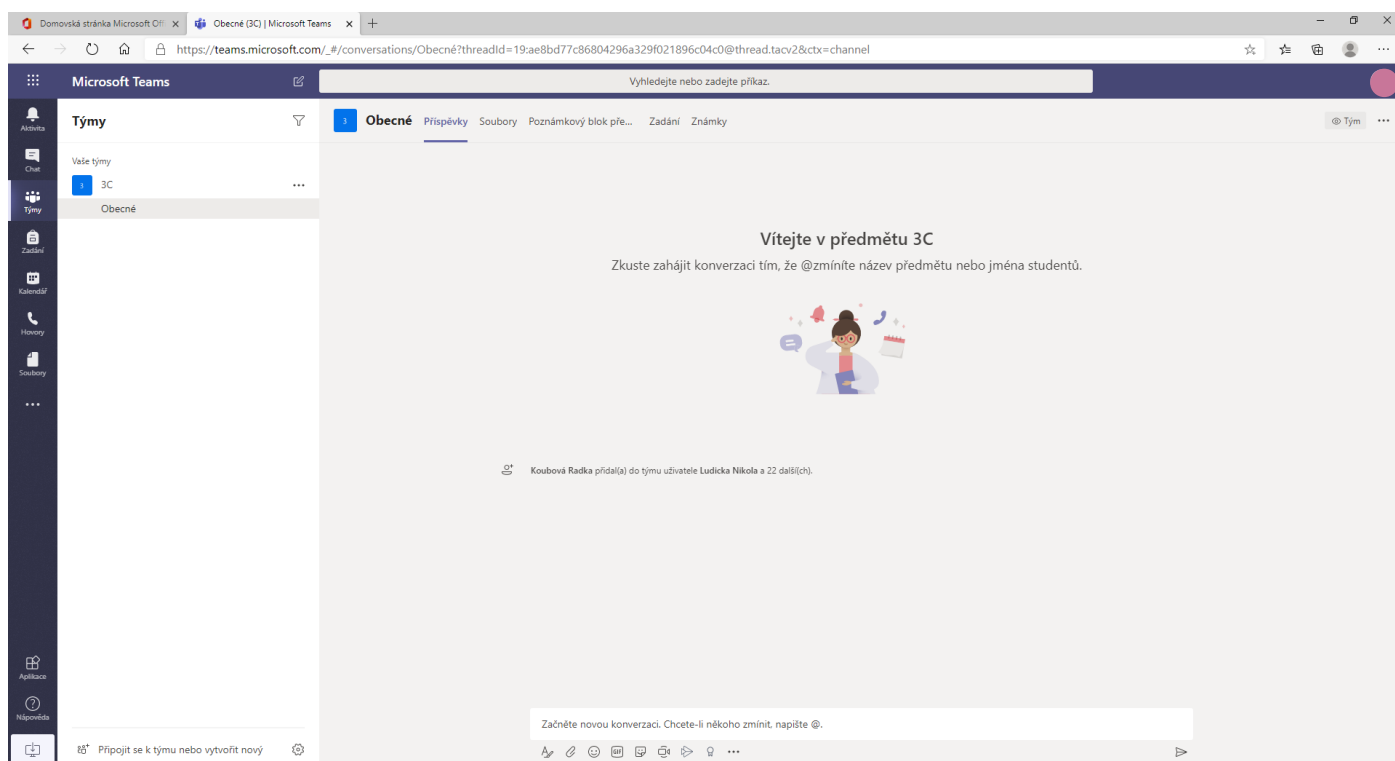 Domovská stránka Microsoft Offi
Obecné (3C) | Microsoft Teams
https://teams.microsoft.com/_#/conversations/Obecné?threadId=19:ae8bd77c86804296a329f021896c04c0@thread.tacv2&ctx=channel
Microsoft Teams
Vyhledejte nebo zadejte příkaz.
Aktivita
Chat
Týmy
Zadání
Kalendář
Hovory
Soubory
Aplikace
Nápověda
Týmy
Vaše týmy
3 3C
Obecné
Připojit se k týmu nebo vytvořit nový
3 Obecné Příspěvky Soubory Poznámkový blok pře... Zadání Známky
Tým
Vítejte v předmětu 3C
Zkuste zahájit konverzaci tím, že @zmíníte název předmětu nebo jména studentů.
Koubová Radka přidal(a) do týmu uživatele Ludicka Nikola a 22 další(ch).
Začněte novou konverzaci. Chcete-li někoho zmínit, napište @.
GIF